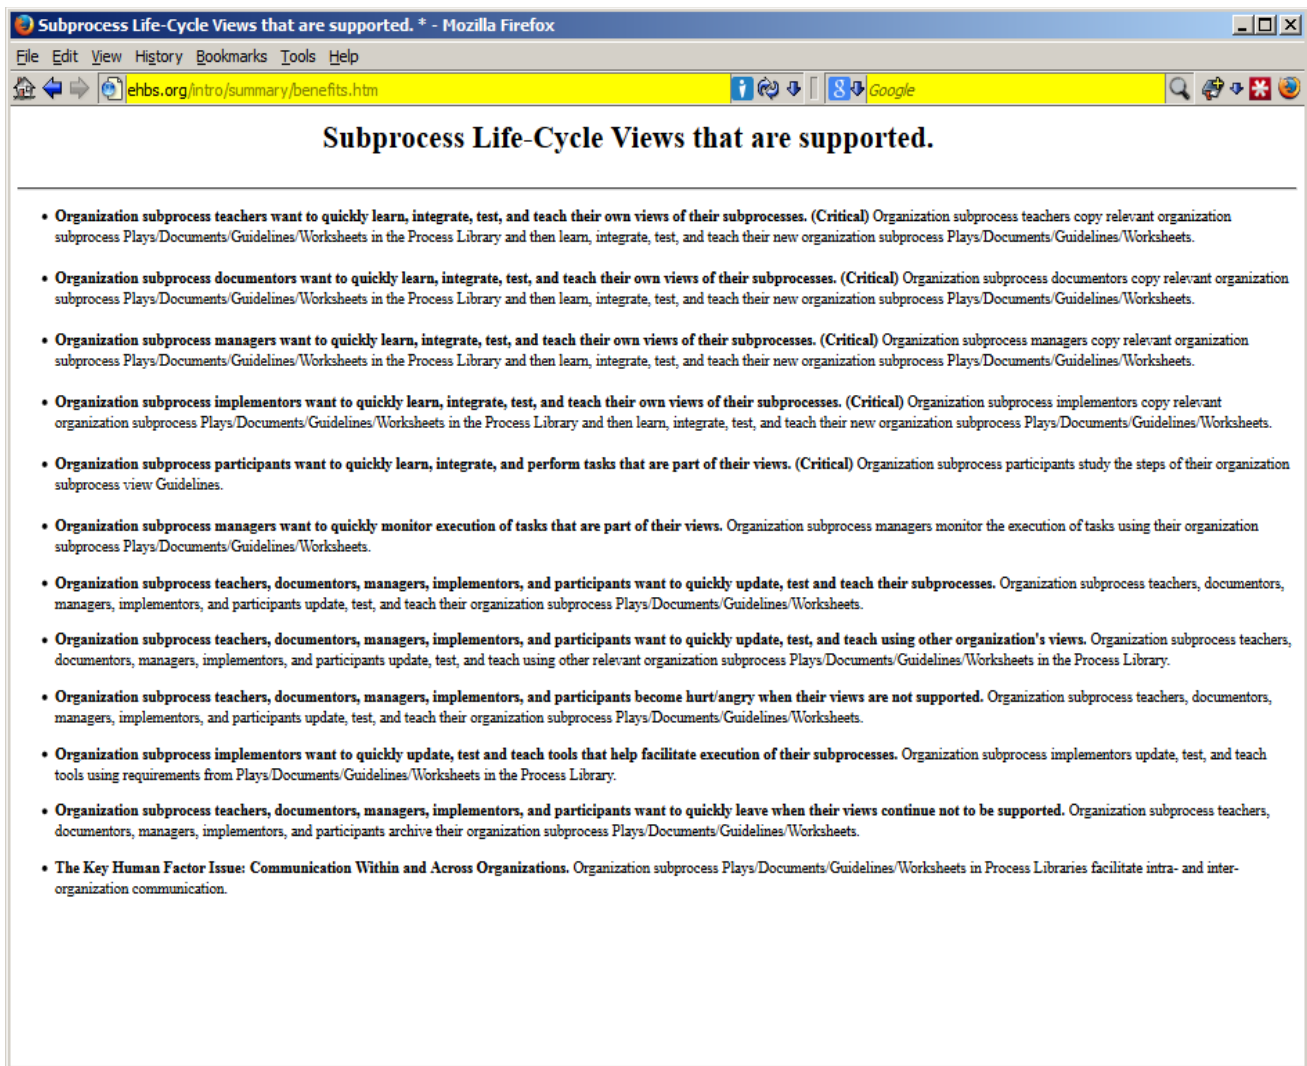 Subprocess Life-Cycle Views that are supported. * - Mozilla Firefox
File Edit View History Bookmarks Tools Help
ehbs.org/intro/summary/benefits.htm
Google
Subprocess Life-Cycle Views that are supported.
• Organization subprocess teachers want to quickly learn, integrate, test, and teach their own views of their subprocesses. (Critical) Organization subprocess teachers copy relevant organization
subprocess Plays/Documents/Guidelines/Worksheets in the Process Library and then learn, integrate, test, and teach their new organization subprocess Plays/Documents/Guidelines/Worksheets.
• Organization subprocess documentors want to quickly learn, integrate, test, and teach their own views of their subprocesses. (Critical) Organization subprocess documentors copy relevant organization
subprocess Plays/Documents/Guidelines/Worksheets in the Process Library and then learn, integrate, test, and teach their new organization subprocess Plays/Documents/Guidelines/Worksheets.
• Organization subprocess managers want to quickly learn, integrate, test, and teach their own views of their subprocesses. (Critical) Organization subprocess managers copy relevant organization
subprocess Plays/Documents/Guidelines/Worksheets in the Process Library and then learn, integrate, test, and teach their new organization subprocess Plays/Documents/Guidelines/Worksheets.
• Organization subprocess implementors want to quickly learn, integrate, test, and teach their own views of their subprocesses. (Critical) Organization subprocess implementors copy relevant
organization subprocess Plays/Documents/Guidelines/Worksheets in the Process Library and then learn, integrate, test, and teach their new organization subprocess Plays/Documents/Guidelines/Worksheets.
• Organization subprocess participants want to quickly learn, integrate, and perform tasks that are part of their views. (Critical) Organization subprocess participants study the steps of their organization
subprocess view Guidelines.
• Organization subprocess managers want to quickly monitor execution of tasks that are part of their views. Organization subprocess managers monitor the execution of tasks using their organization
subprocess Plays/Documents/Guidelines/Worksheets.
• Organization subprocess teachers, documentors, managers, implementors, and participants want to quickly update, test and teach their subprocesses. Organization subprocess teachers, documentors,
managers, implementors, and participants update, test, and teach their organization subprocess Plays/Documents/Guidelines/Worksheets.
• Organization subprocess teachers, documentors, managers, implementors, and participants want to quickly update, test, and teach using other organization's views. Organization subprocess teachers,
documentors, managers, implementors, and participants update, test, and teach using other relevant organization subprocess Plays/Documents/Guidelines/Worksheets in the Process Library.
• Organization subprocess teachers, documentors, managers, implementors, and participants become hurt/angry when their views are not supported. Organization subprocess teachers, documentors,
managers, implementors, and participants update, test, and teach their organization subprocess Plays/Documents/Guidelines/Worksheets.
• Organization subprocess implementors want to quickly update, test and teach tools that help facilitate execution of their subprocesses. Organization subprocess implementors update, test, and teach
tools using requirements from Plays/Documents/Guidelines/Worksheets in the Process Library.
• Organization subprocess teachers, documentors, managers, implementors, and participants want to quickly leave when their views continue not to be supported. Organization subprocess teachers,
documentors, managers, implementors, and participants archive their organization subprocess Plays/Documents/Guidelines/Worksheets.
• The Key Human Factor Issue: Communication Within and Across Organizations. Organization subprocess Plays/Documents/Guidelines/Worksheets in Process Libraries facilitate intra- and inter-
organization communication.